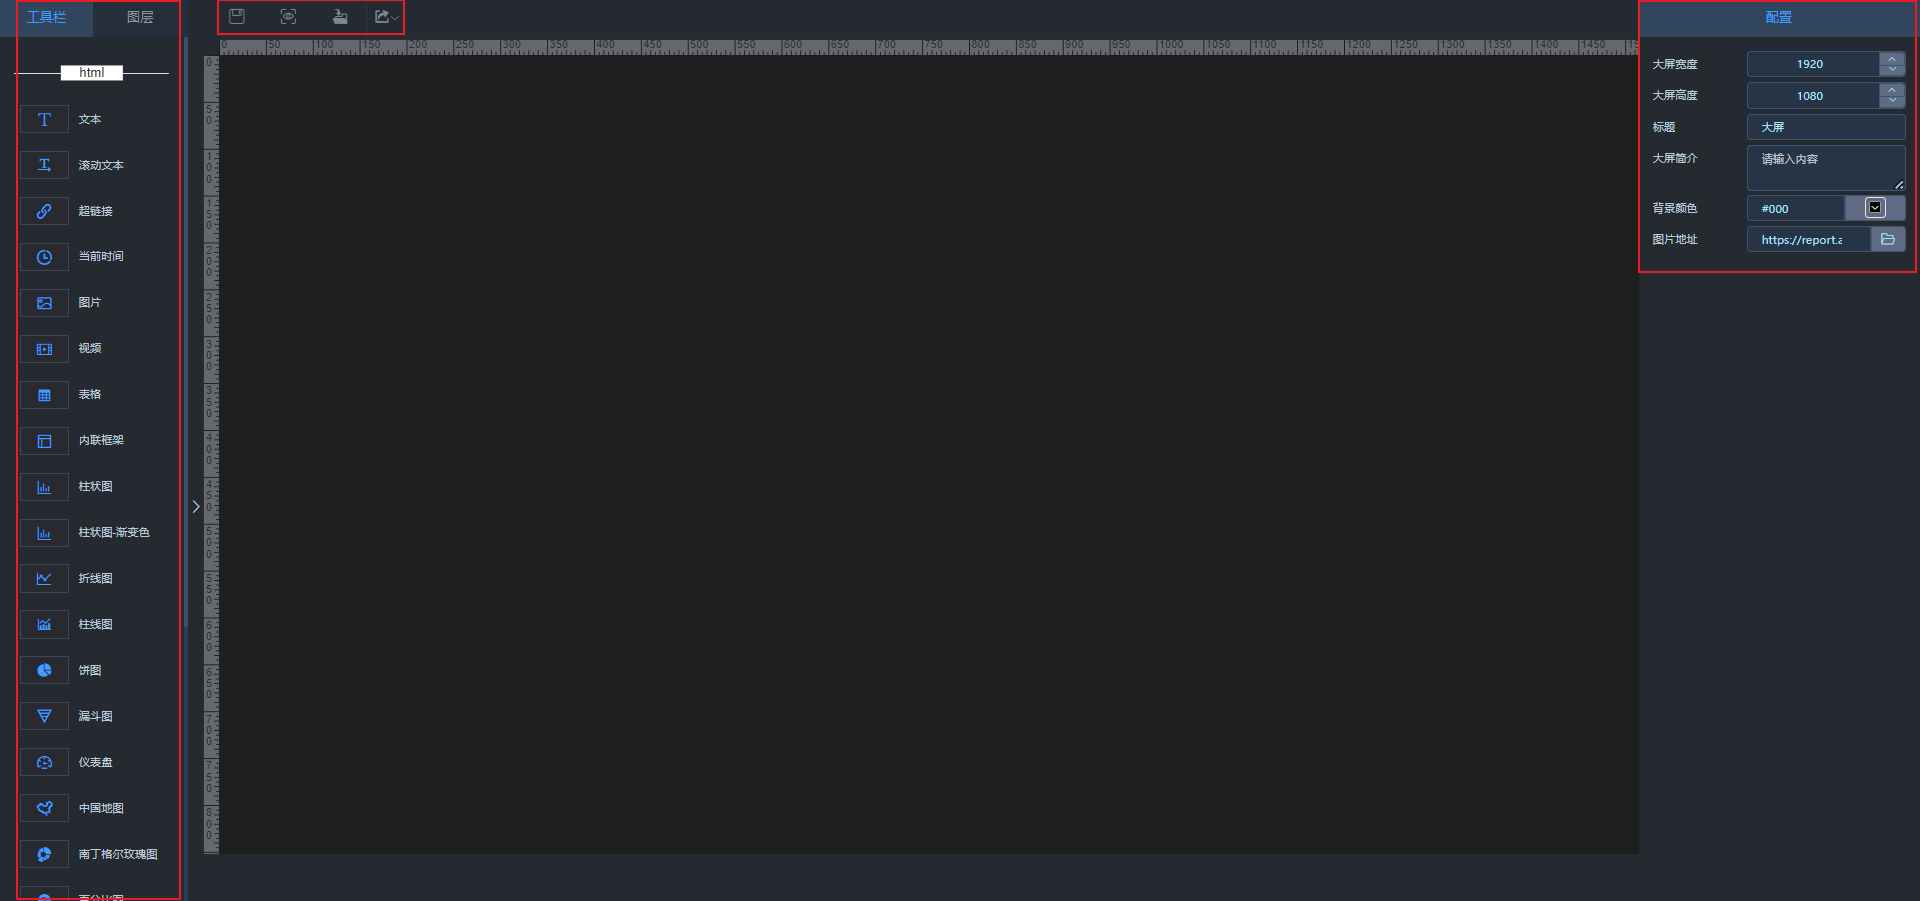 工具栏
图层
html
文本
滚动文本
超链接
当前时间
图片
视频
表格
内联框架
柱状图
柱状图-渐变色
折线图
柱线图
饼图
漏斗图
仪表盘
中国地图
南丁格尔玫瑰图
0 50 100 150 200 250 300 350 400 450 500 550 600 650 700 750 800 850 900 950 1000 1050 1100 1150 1200 1250 1300 1350 1400 1450
0
50
100
150
200
250
300
350
400
450
500
550
600
650
700
750
800
配置
大屏宽度 1920
大屏高度 1080
标题 大屏
大屏简介 请输入内容
背景颜色 #000
图片地址 https://report.a